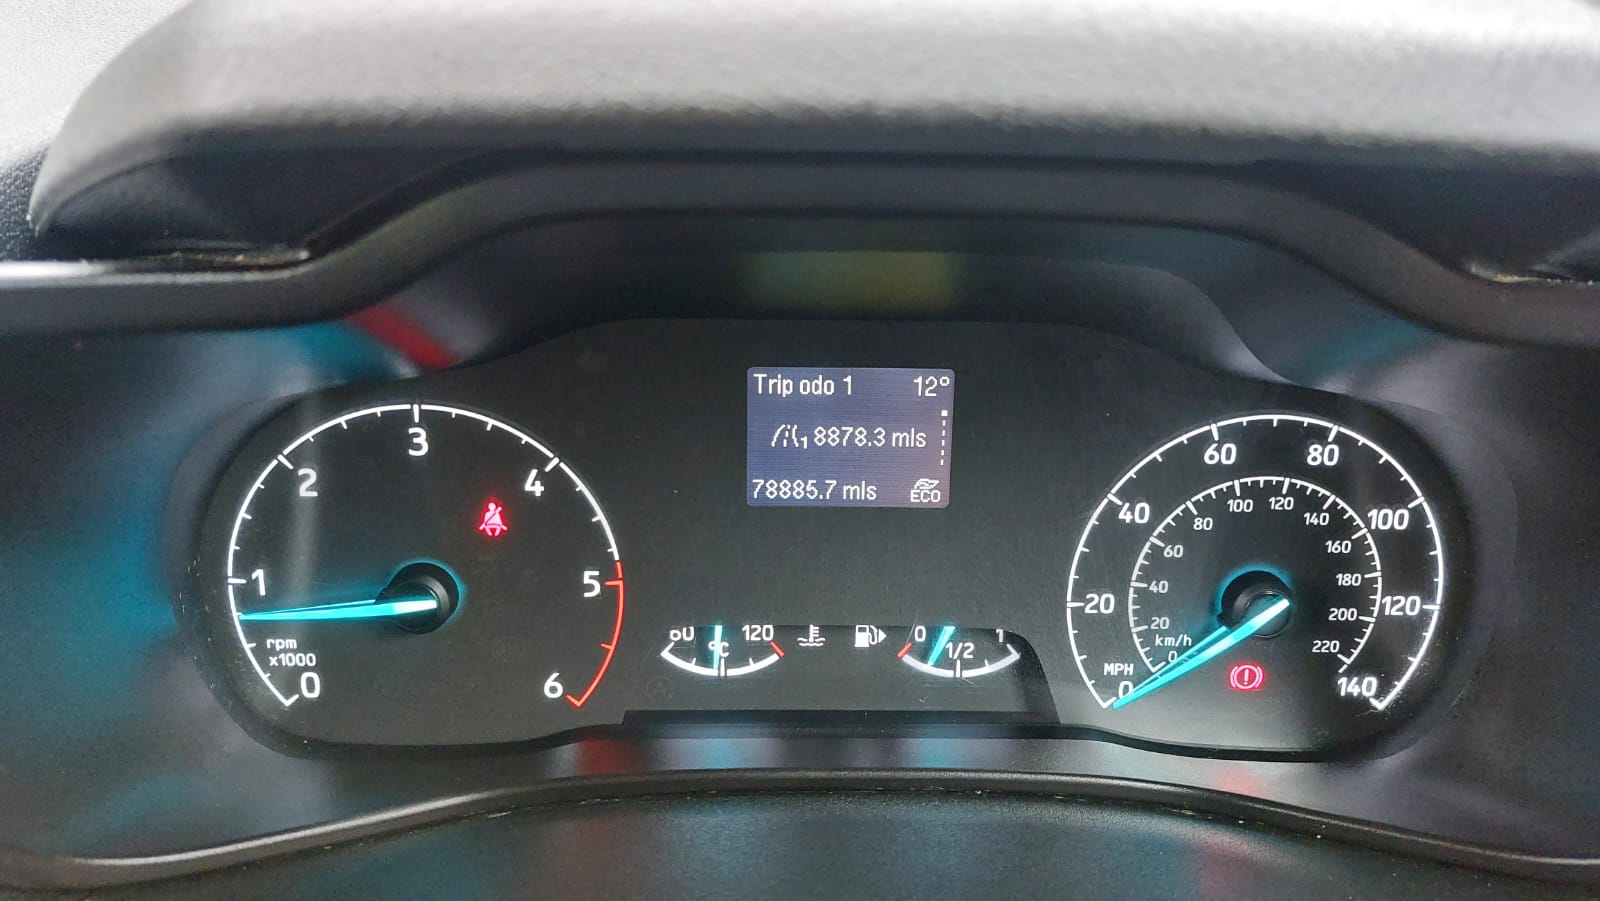 Trip odo 1 12°
1 8878.3 mls
78885.7 mls ECO
0 1 2 3 4 5 6
rpm
x1000
60 120
°C
0 1/2 1
0 20 40 60 80 100 120 140
MPH
km/h
0 20 40 60 80 100 120 140 160 180 200 220